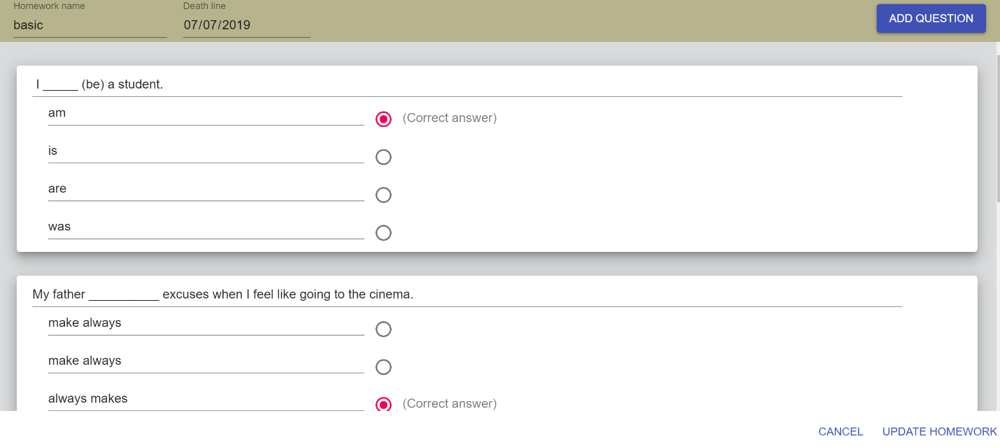 Homework name Death line
basic 07/07/2019 ADD QUESTION
I _____ (be) a student.
am (Correct answer)
is
are
was
My father __________ excuses when I feel like going to the cinema.
make always
make always
always makes (Correct answer)
CANCEL UPDATE HOMEWORK